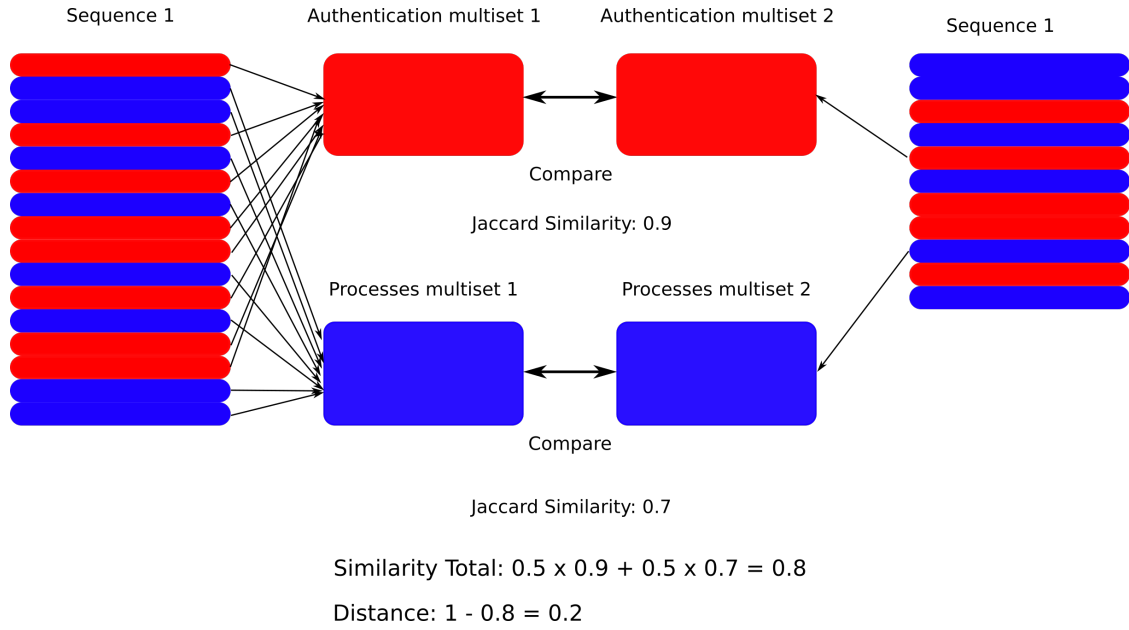 Sequence 1
Authentication multiset 1
Authentication multiset 2
Sequence 1
Compare
Jaccard Similarity: 0.9
Processes multiset 1
Processes multiset 2
Compare
Jaccard Similarity: 0.7
Similarity Total: 0.5 x 0.9 + 0.5 x 0.7 = 0.8
Distance: 1 - 0.8 = 0.2